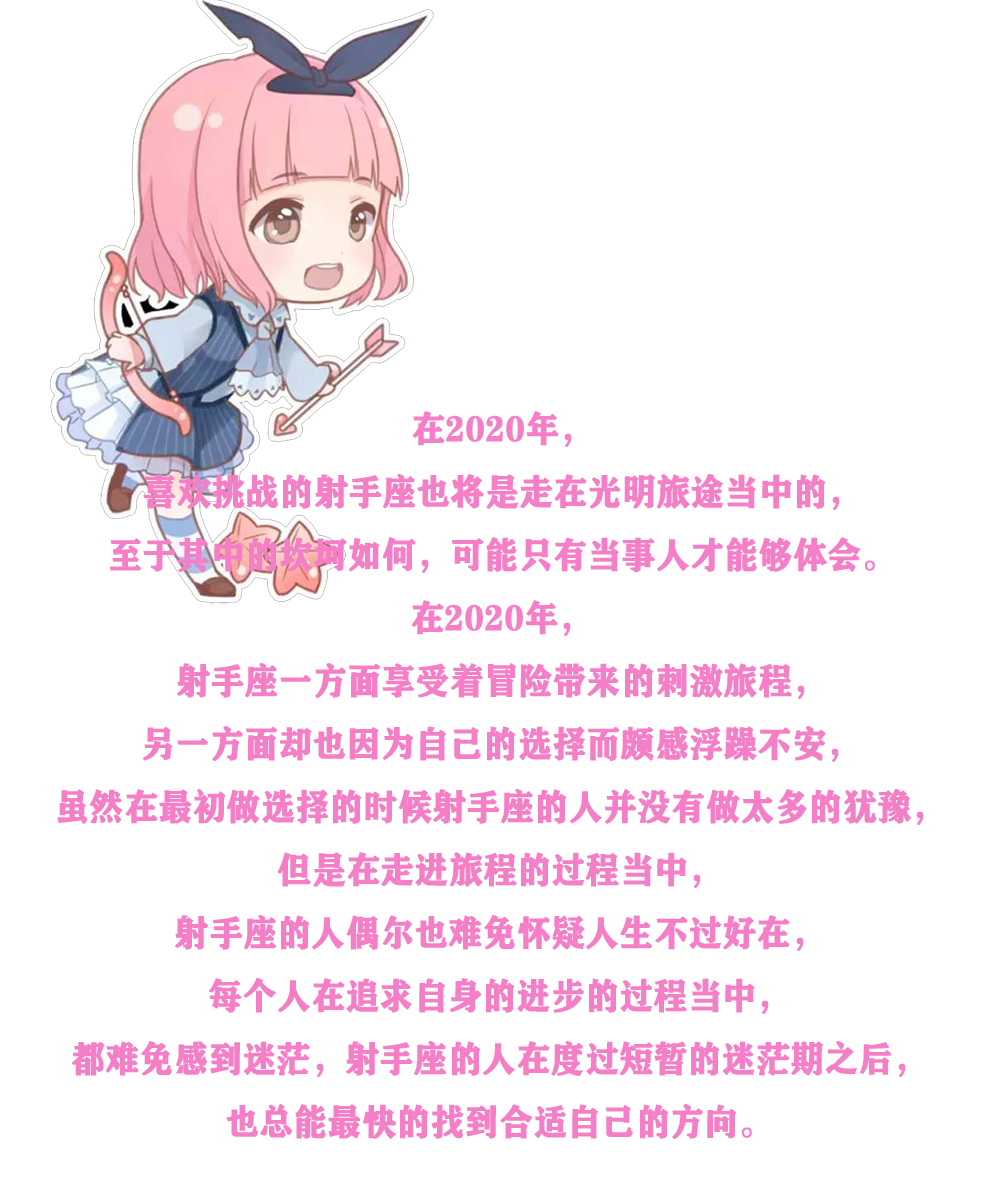 在2020年，
喜欢挑战的射手座也将是走在光明旅途当中的，
至于其中的坎坷如何，可能只有当事人才能够体会。
在2020年，
射手座一方面享受着冒险带来的刺激旅程，
另一方面却也因为自己的选择而颇感浮躁不安，
虽然在最初做选择的时候射手座的人并没有做太多的犹豫，
但是在走进旅程的过程当中，
射手座的人偶尔也难免怀疑人生不过好在，
每个人在追求自身的进步的过程当中，
都难免感到迷茫，射手座的人在度过短暂的迷茫期之后，
也总能最快的找到合适自己的方向。